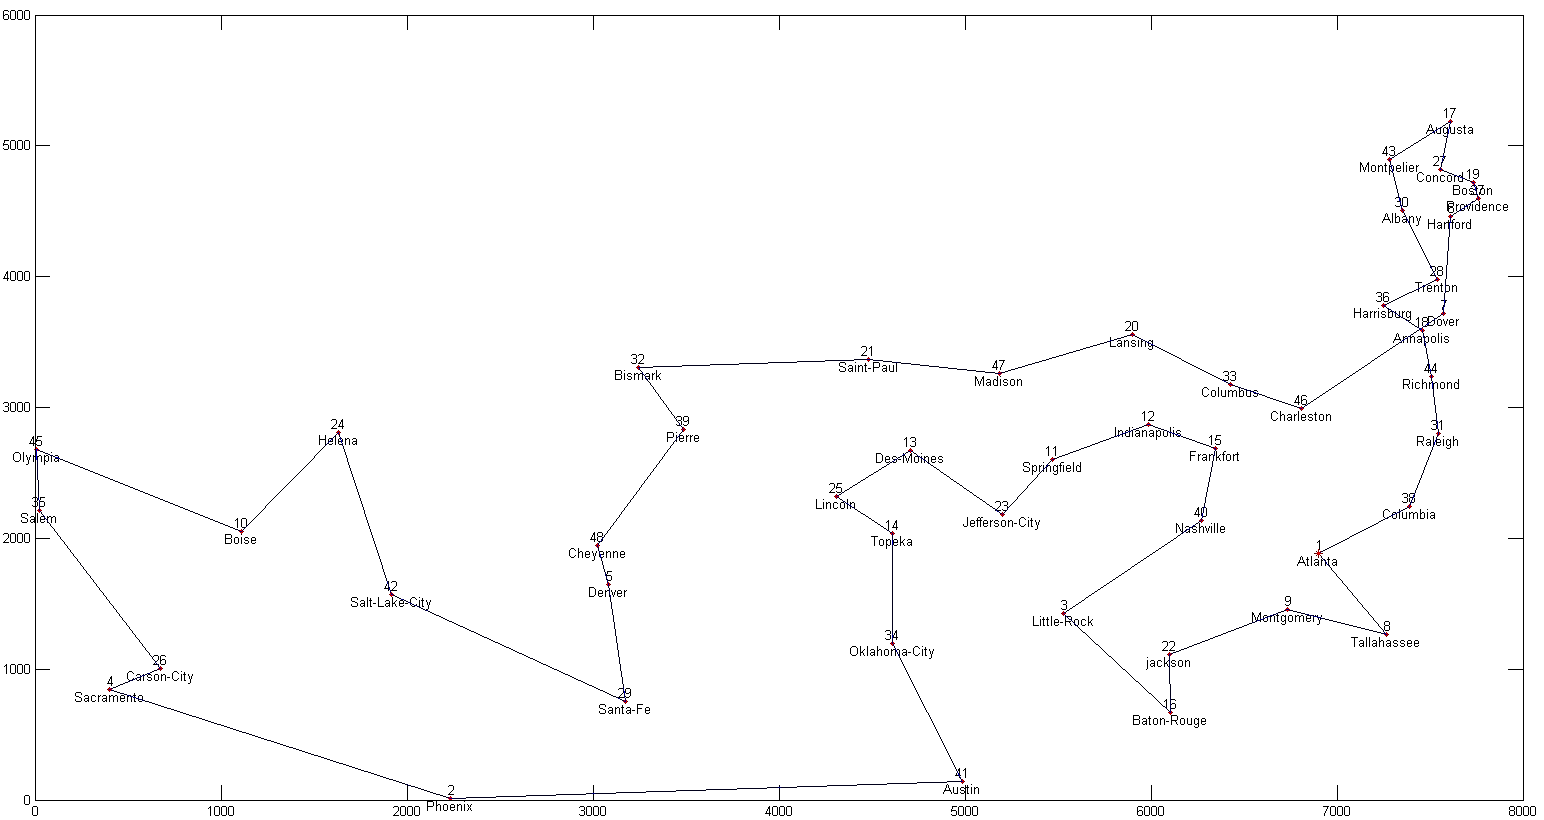 6000
17
Augusta
5000
43
Montpelier
27
Concord
19
Boston
37
Providence
30
Albany
6
Hartford
4000
28
Trenton
36
Harrisburg
7
Dover
18
Annapolis
20
Lansing
21
Saint-Paul
32
Bismark
47
Madison
33
Columbus
44
Richmond
3000
46
Charleston
39
Pierre
24
Helena
12
Indianapolis
31
Raleigh
45
Olympia
13
Des-Moines
15
Frankfort
11
Springfield
25
Lincoln
35
Salem
38
Columbia
23
Jefferson-City
40
Nashville
10
Boise
14
Topeka
2000
48
Cheyenne
1
Atlanta
5
Denver
42
Salt-Lake-City
3
Little-Rock
9
Montgomery
8
Tallahassee
34
Oklahoma-City
22
jackson
1000
26
Carson-City
4
Sacramento
29
Santa-Fe
16
Baton-Rouge
41
Austin
2
Phoenix
0
0 1000 2000 3000 4000 5000 6000 7000 8000